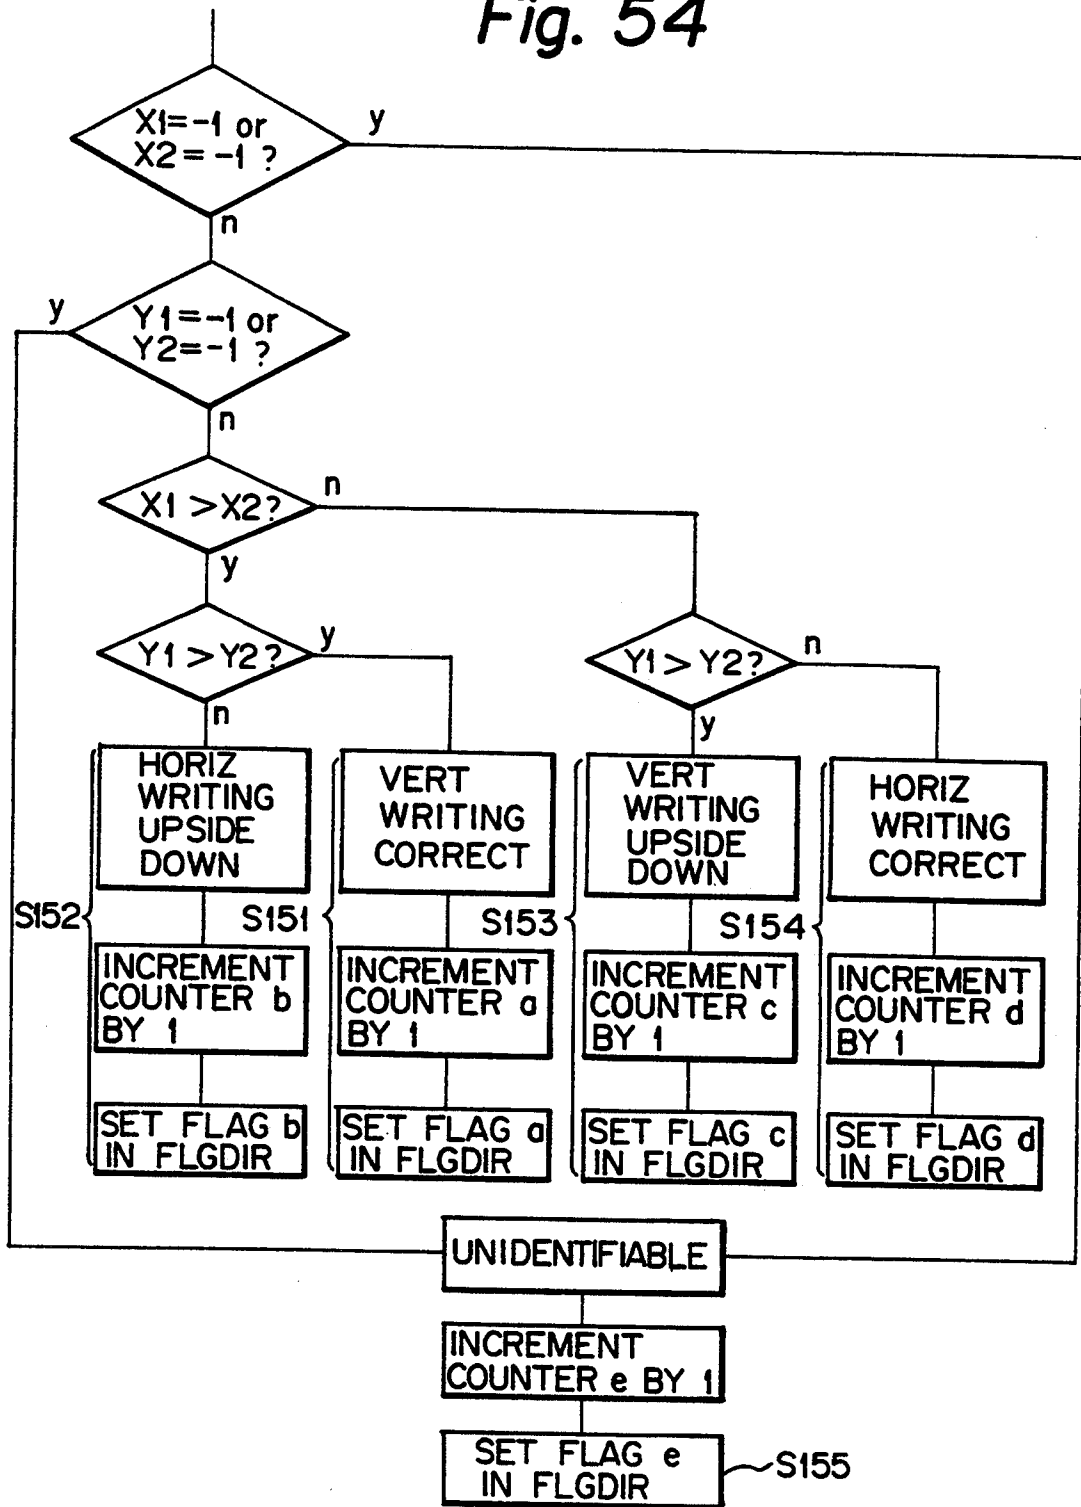 Fig. 54
X1=-1 or
X2=-1 ?
y
n
Y1=-1 or
Y2=-1 ?
y
n
X1 >X2?
n
y
Y1 > Y2?
y
n
Y1 > Y2?
n
y
HORIZ
WRITING
UPSIDE
DOWN
VERT
WRITING
CORRECT
VERT
WRITING
UPSIDE
DOWN
HORIZ
WRITING
CORRECT
S152
S151
S153
S154
INCREMENT
COUNTER b
BY 1
INCREMENT
COUNTER a
BY 1
INCREMENT
COUNTER c
BY 1
INCREMENT
COUNTER d
BY 1
SET FLAG b
IN FLGDIR
SET FLAG a
IN FLGDIR
SET FLAG c
IN FLGDIR
SET FLAG d
IN FLGDIR
UNIDENTIFIABLE
INCREMENT
COUNTER e BY 1
SET FLAG e
IN FLGDIR
S155